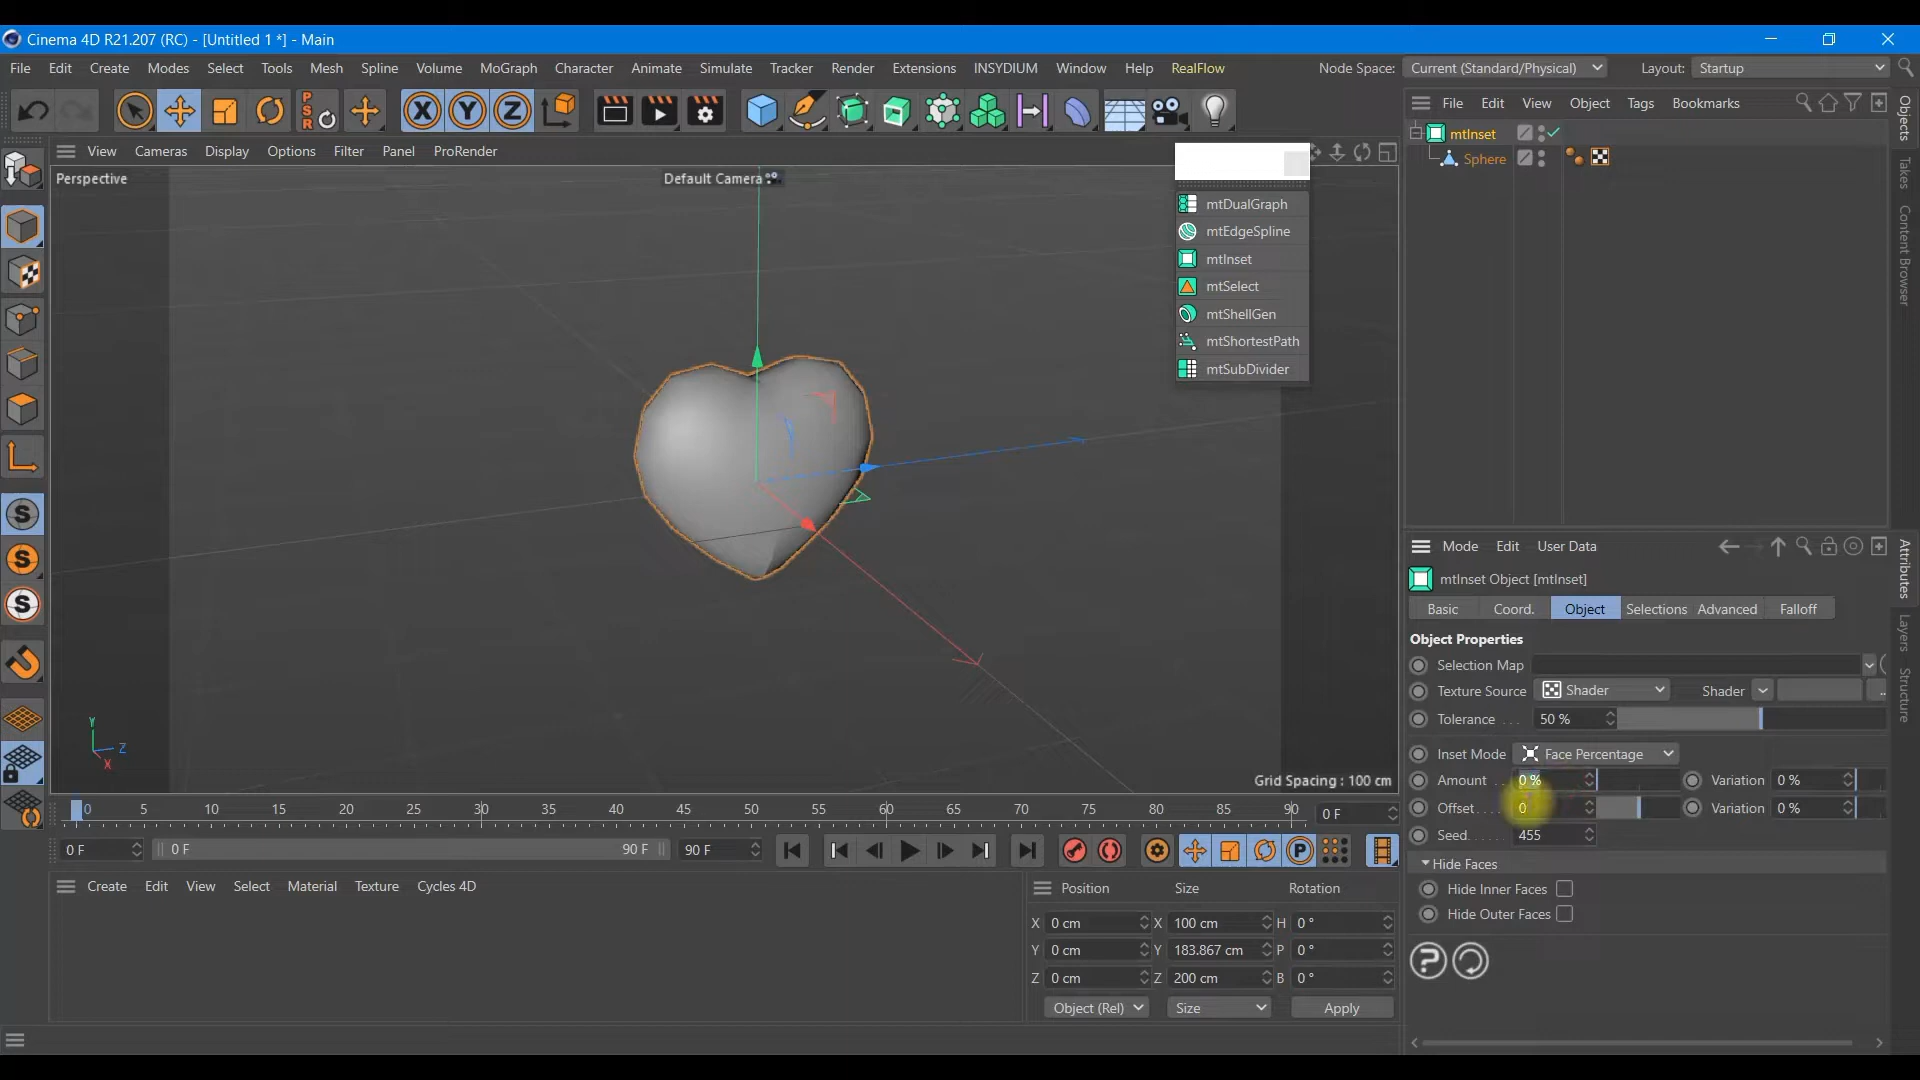 Cinema 4D R21.207 (RC) - [Untitled 1 *] - Main
File Edit Create Modes Select Tools Mesh Spline Volume MoGraph Character Animate Simulate Tracker Render Extensions INSYDIUM Window Help RealFlow Node Space: Current (Standard/Physical) Layout: Startup
PSR X Y Z
File Edit View Object Tags Bookmarks
mtInset
Sphere
View Cameras Display Options Filter Panel ProRender
Perspective
Default Camera
mtDualGraph
mtEdgeSpline
mtInset
mtSelect
mtShellGen
mtShortestPath
mtSubDivider
Y
Z
X
Grid Spacing : 100 cm
Objects
Takes
Content Browser
Attributes
Layers
Structure
Mode Edit User Data
mtInset Object [mtInset]
Basic Coord. Object Selections Advanced Falloff
Object Properties
Selection Map
Texture Source Shader Shader ..
Tolerance . . . 50 %
Inset Mode Face Percentage
Amount . . 0 % Variation 0 %
Offset. . . . 0 Variation 0 %
Seed. . . . . 455
Hide Faces
Hide Inner Faces
Hide Outer Faces
0 5 10 15 20 25 30 35 40 45 50 55 60 65 70 75 80 85 90 0 F
0 F 0 F 90 F 90 F
Create Edit View Select Material Texture Cycles 4D
Position Size Rotation
X 0 cm X 100 cm H 0 °
Y 0 cm Y 183.867 cm P 0 °
Z 0 cm Z 200 cm B 0 °
Object (Rel) Size Apply